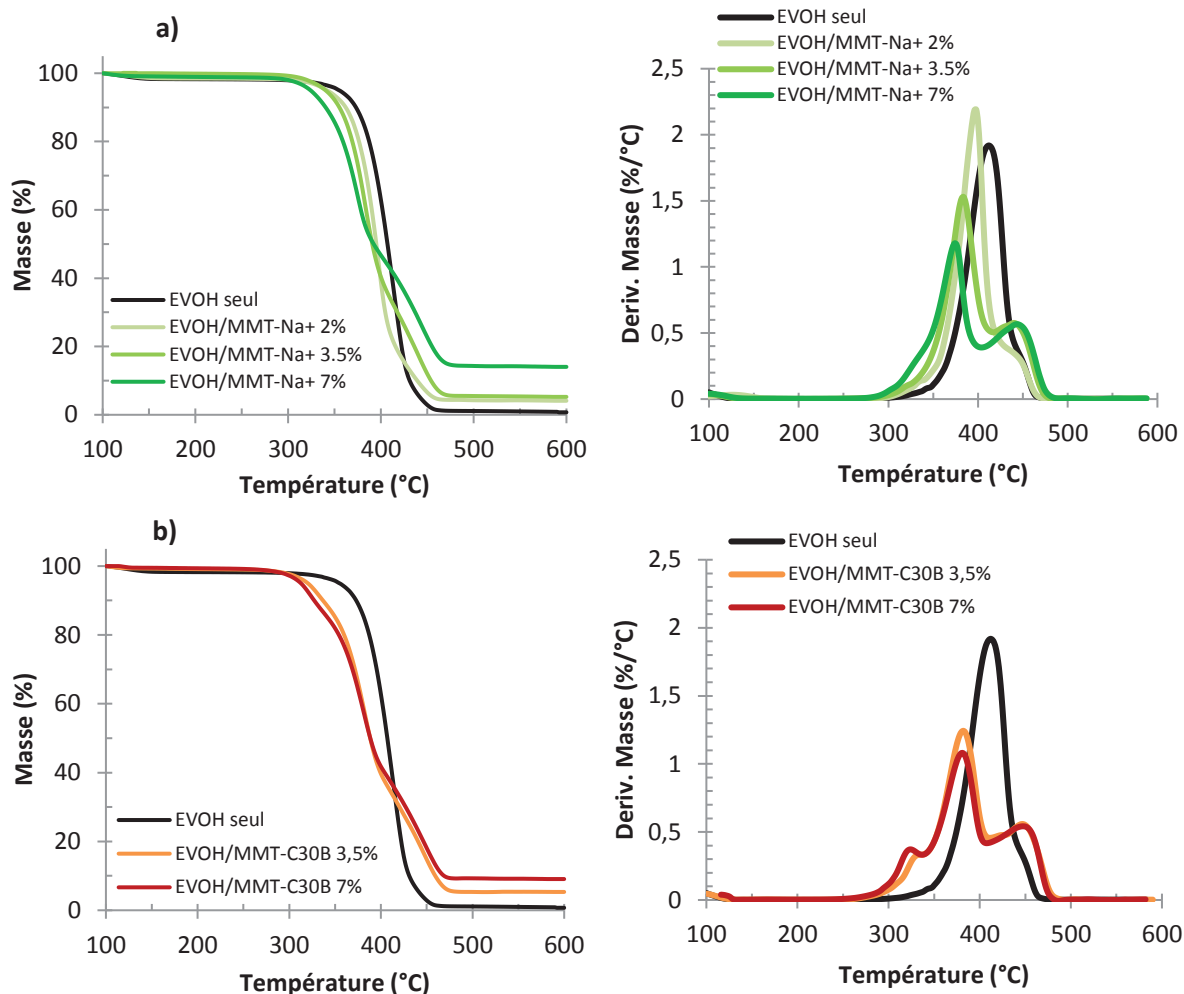 a)
Masse (%)
100
80
60
40
20
0
EVOH seul
EVOH/MMT-Na+ 2%
EVOH/MMT-Na+ 3.5%
EVOH/MMT-Na+ 7%
100 200 300 400 500 600
Température (°C)
EVOH seul
EVOH/MMT-Na+ 2%
EVOH/MMT-Na+ 3.5%
EVOH/MMT-Na+ 7%
Deriv. Masse (%/°C)
2,5
2
1,5
1
0,5
0
100 200 300 400 500 600
Température (°C)
b)
Masse (%)
100
80
60
40
20
0
EVOH seul
EVOH/MMT-C30B 3,5%
EVOH/MMT-C30B 7%
100 200 300 400 500 600
Température (°C)
EVOH seul
EVOH/MMT-C30B 3,5%
EVOH/MMT-C30B 7%
Deriv. Masse (%/°C)
2,5
2
1,5
1
0,5
0
100 200 300 400 500 600
Température (°C)